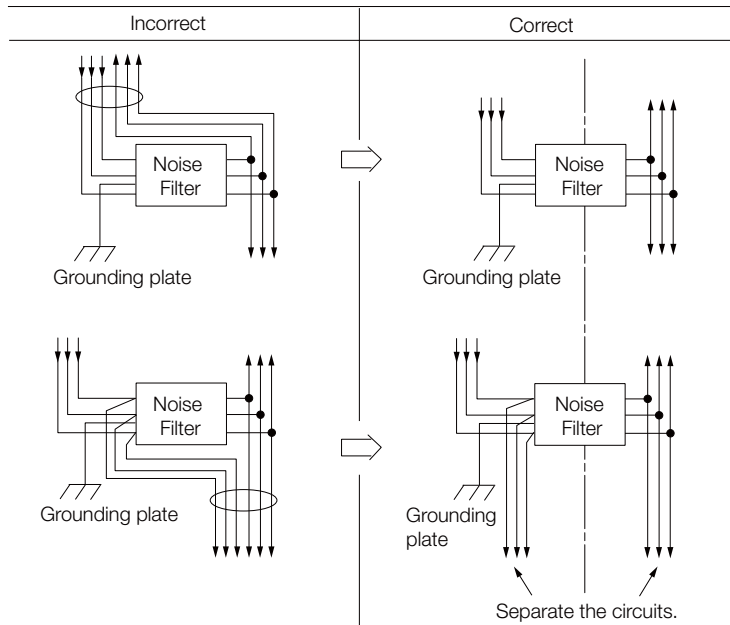 Incorrect
Correct
Noise
Filter
Grounding plate
Noise
Filter
Grounding plate
Noise
Filter
Grounding plate
Noise
Filter
Grounding
plate
Separate the circuits.